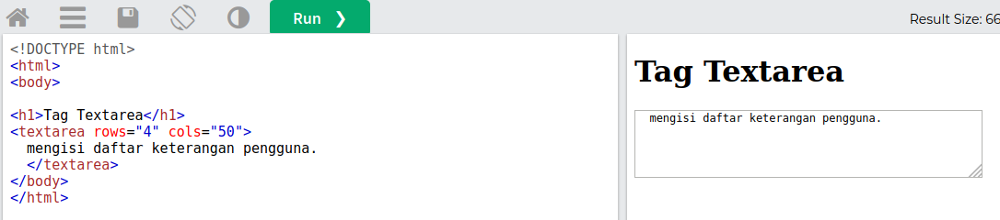 Run ❯
Result Size: 66
<!DOCTYPE html>
<html>
<body>
<h1>Tag Textarea</h1>
<textarea rows="4" cols="50">
mengisi daftar keterangan pengguna.
</textarea>
</body>
</html>
Tag Textarea
mengisi daftar keterangan pengguna.